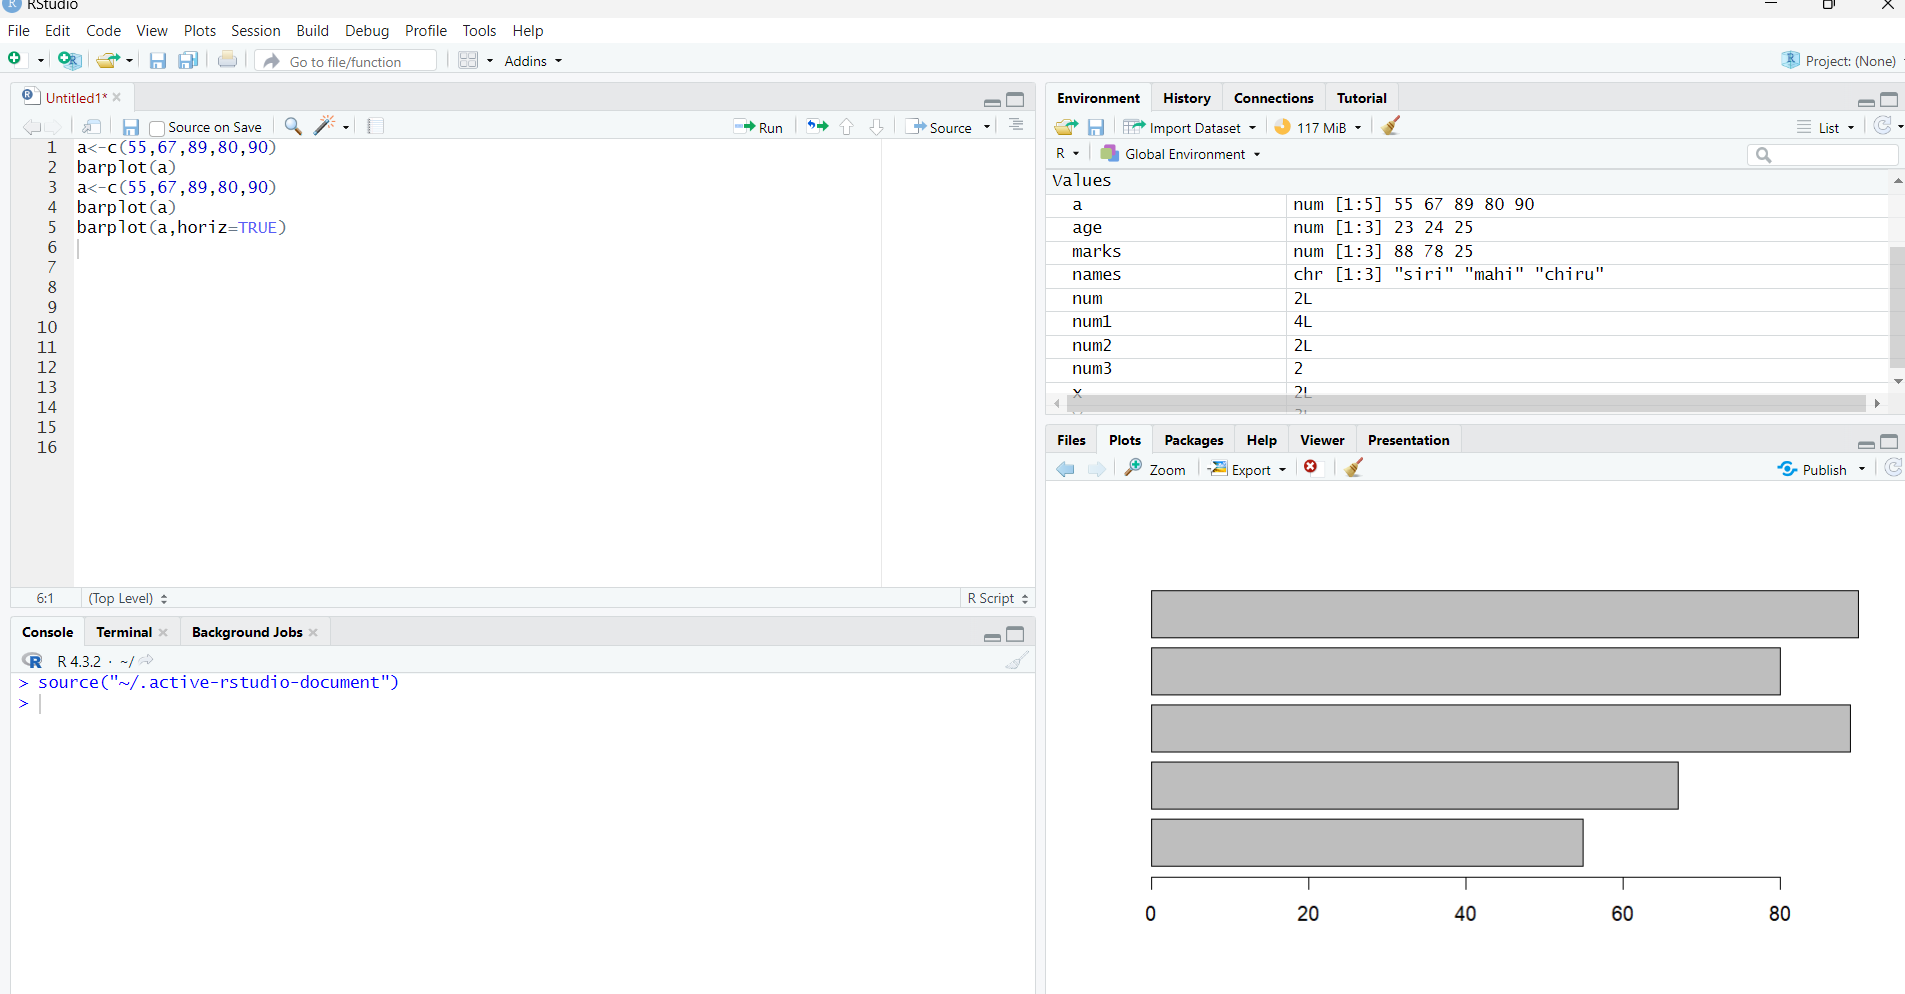 RStudio
File Edit Code View Plots Session Build Debug Profile Tools Help
Go to file/function Addins Project: (None)
Untitled1*
Source on Save Run Source
1 a<-c(55,67,89,80,90)
2 barplot(a)
3 a<-c(55,67,89,80,90)
4 barplot(a)
5 barplot(a,horiz=TRUE)
6
7
8
9
10
11
12
13
14
15
16
6:1 (Top Level) R Script
Console Terminal Background Jobs
R 4.3.2 · ~/
> source("~/.active-rstudio-document")
>
Environment History Connections Tutorial
Import Dataset 117 MiB List
R Global Environment
Values
a num [1:5] 55 67 89 80 90
age num [1:3] 23 24 25
marks num [1:3] 88 78 25
names chr [1:3] "siri" "mahi" "chiru"
num 2L
num1 4L
num2 2L
num3 2
x 2L
Files Plots Packages Help Viewer Presentation
Zoom Export Publish
0 20 40 60 80